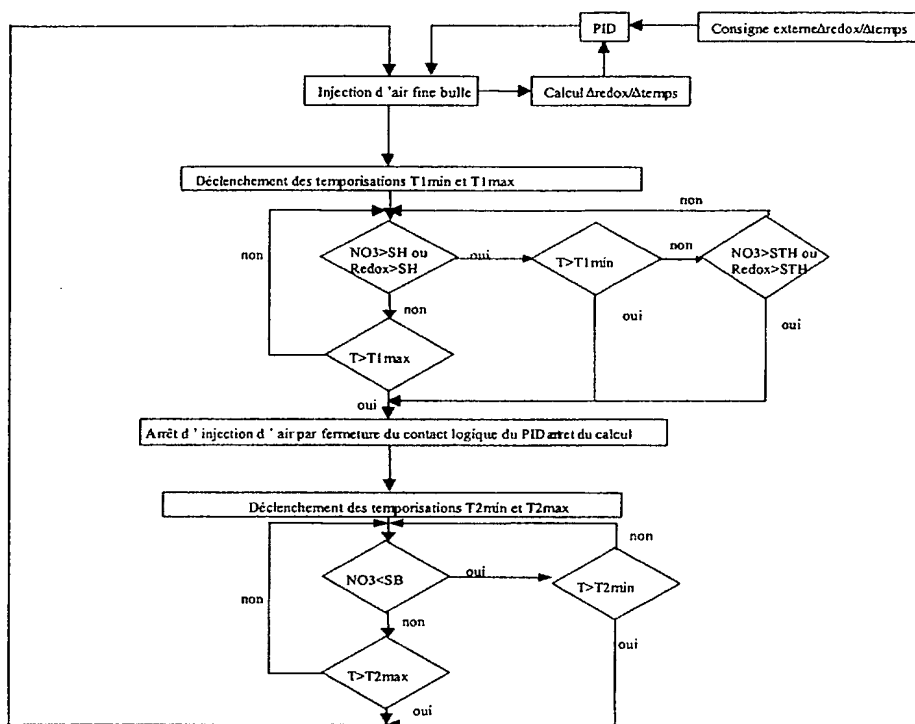 PID
Consigne externeΔredox/Δtemps
Injection d 'air fine bulle
Calcul Δredox/Δtemps
Déclenchement des temporisations T1min et T1max
non
non
NO3>SH ou
Redox>SH
oui
T>T1min
non
NO3>STH ou
Redox>STH
non
oui
oui
T>T1max
oui
Arrêt d ' injection d ' air par fermeture du contact logique du PID arret du calcul
Déclenchement des temporisations T2min et T2max
non
non
NO3<SB
oui
T>T2min
non
oui
T>T2max
oui